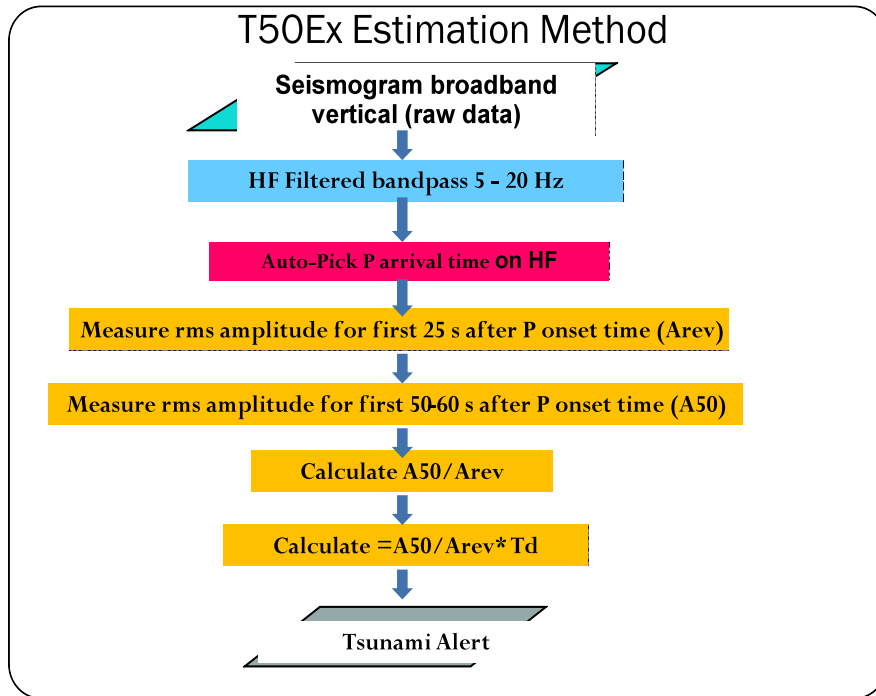 T5OEx Estimation Method
Seismogram broadband
vertical (raw data)
HF Filtered bandpass 5 - 20 Hz
Auto-Pick P arrival time on HF
Measure rms amplitude for first 25 s after P onset time (Arev)
Measure rms amplitude for first 50-60 s after P onset time (A50)
Calculate A50/Arev
Calculate =A50/Arev* Td
Tsunami Alert